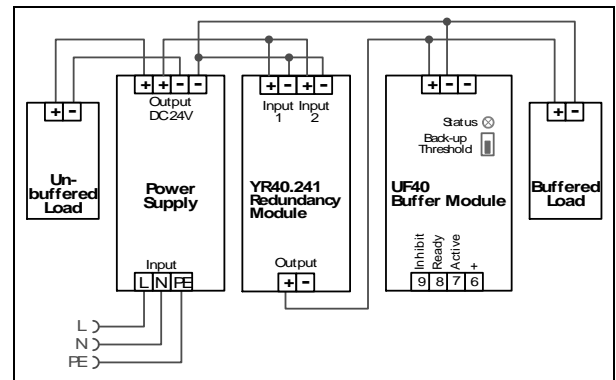 + -
Un-
buffered
Load
+ + - -
Output
DC24V
Power
Supply
Input
L N PE
L
N
PE
+ - + -
Input Input
1 2
YR40.241
Redundancy
Module
Output
+ -
+ - -
Status
Back-up
Threshold
UF40
Buffer Module
Inhibit
Ready
Active
+
9 8 7 6
+ -
Buffered
Load